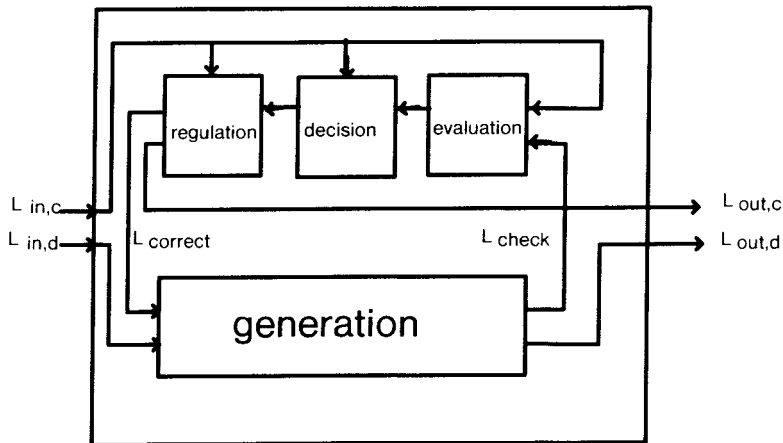 regulation
decision
evaluation
L in,c
L out,c
L in,d
L correct
L check
L out,d
generation